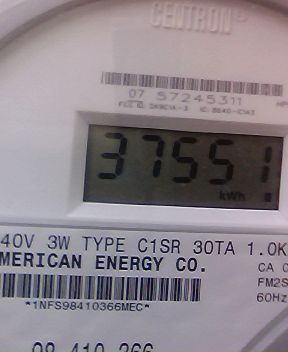 CENTRON
07 57245311
37551
kWh
40V 3W TYPE C1SR 30TA 1.0K
MERICAN ENERGY CO.
CA 0
FM2S
60Hz
*1NFS98410366MEC*
98 410 366